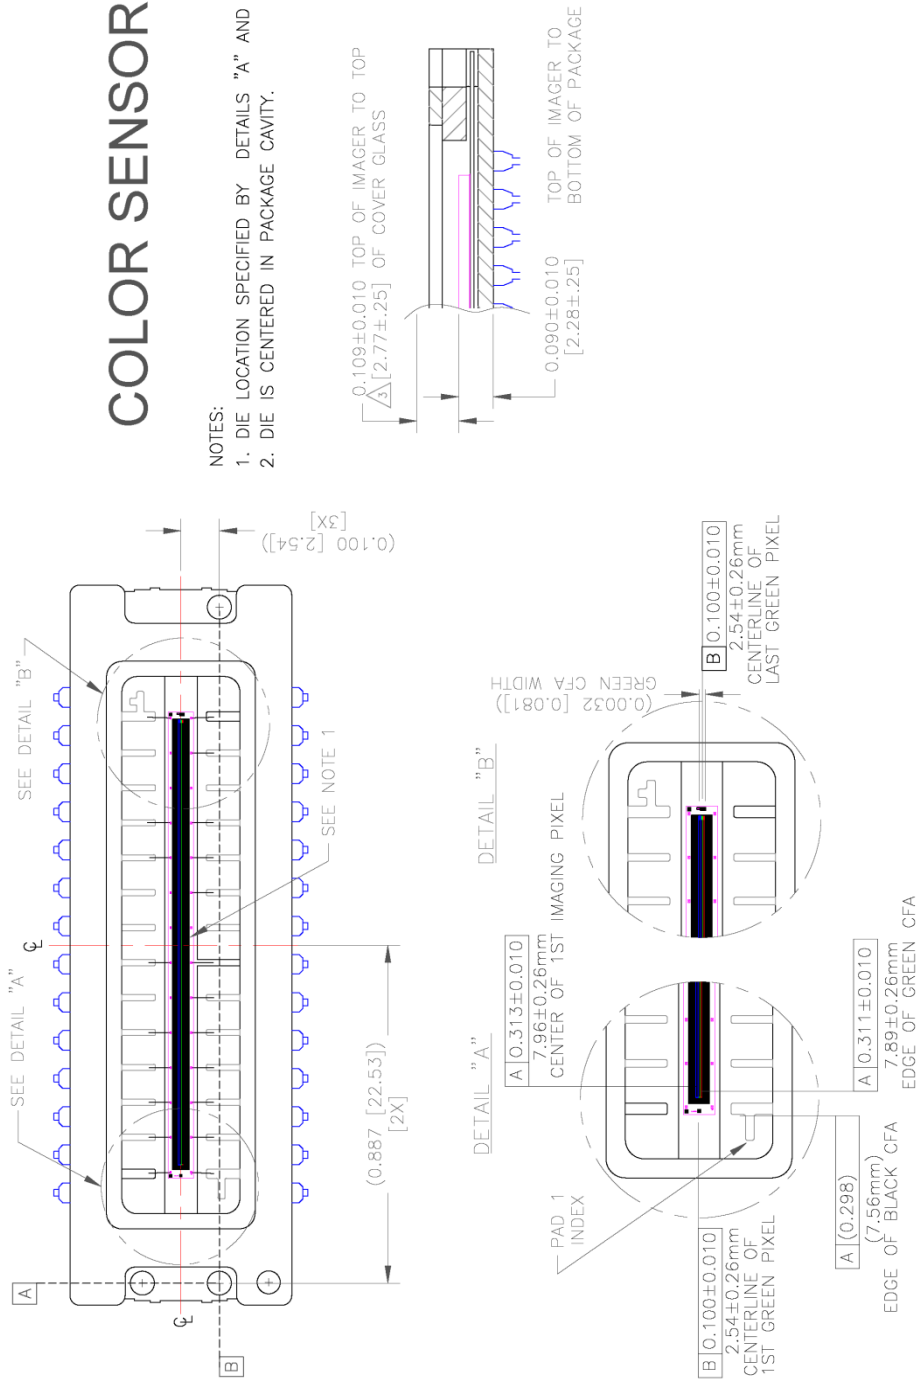 COLOR SENSOR
NOTES:
1. DIE LOCATION SPECIFIED BY DETAILS "A" AND
2. DIE IS CENTERED IN PACKAGE CAVITY.
0.109±0.010 TOP OF IMAGER TO TOP
3 [2.77±.25] OF COVER GLASS
0.090±0.010
[2.28±.25]
TOP OF IMAGER TO
BOTTOM OF PACKAGE
SEE DETAIL "A"
SEE DETAIL "B"
A
B
℄
℄
SEE NOTE 1
(0.100 [2.54])
[3X]
(0.887 [22.53])
[2X]
DETAIL "A"
DETAIL "B"
A 0.313±0.010
7.96±0.26mm
CENTER OF 1ST IMAGING PIXEL
(0.0032 [0.081])
GREEN CFA WIDTH
PAD 1
INDEX
B 0.100±0.010
2.54±0.26mm
CENTERLINE OF
1ST GREEN PIXEL
B 0.100±0.010
2.54±0.26mm
CENTERLINE OF
LAST GREEN PIXEL
A (0.298)
(7.56mm)
EDGE OF BLACK CFA
A 0.311±0.010
7.89±0.26mm
EDGE OF GREEN CFA